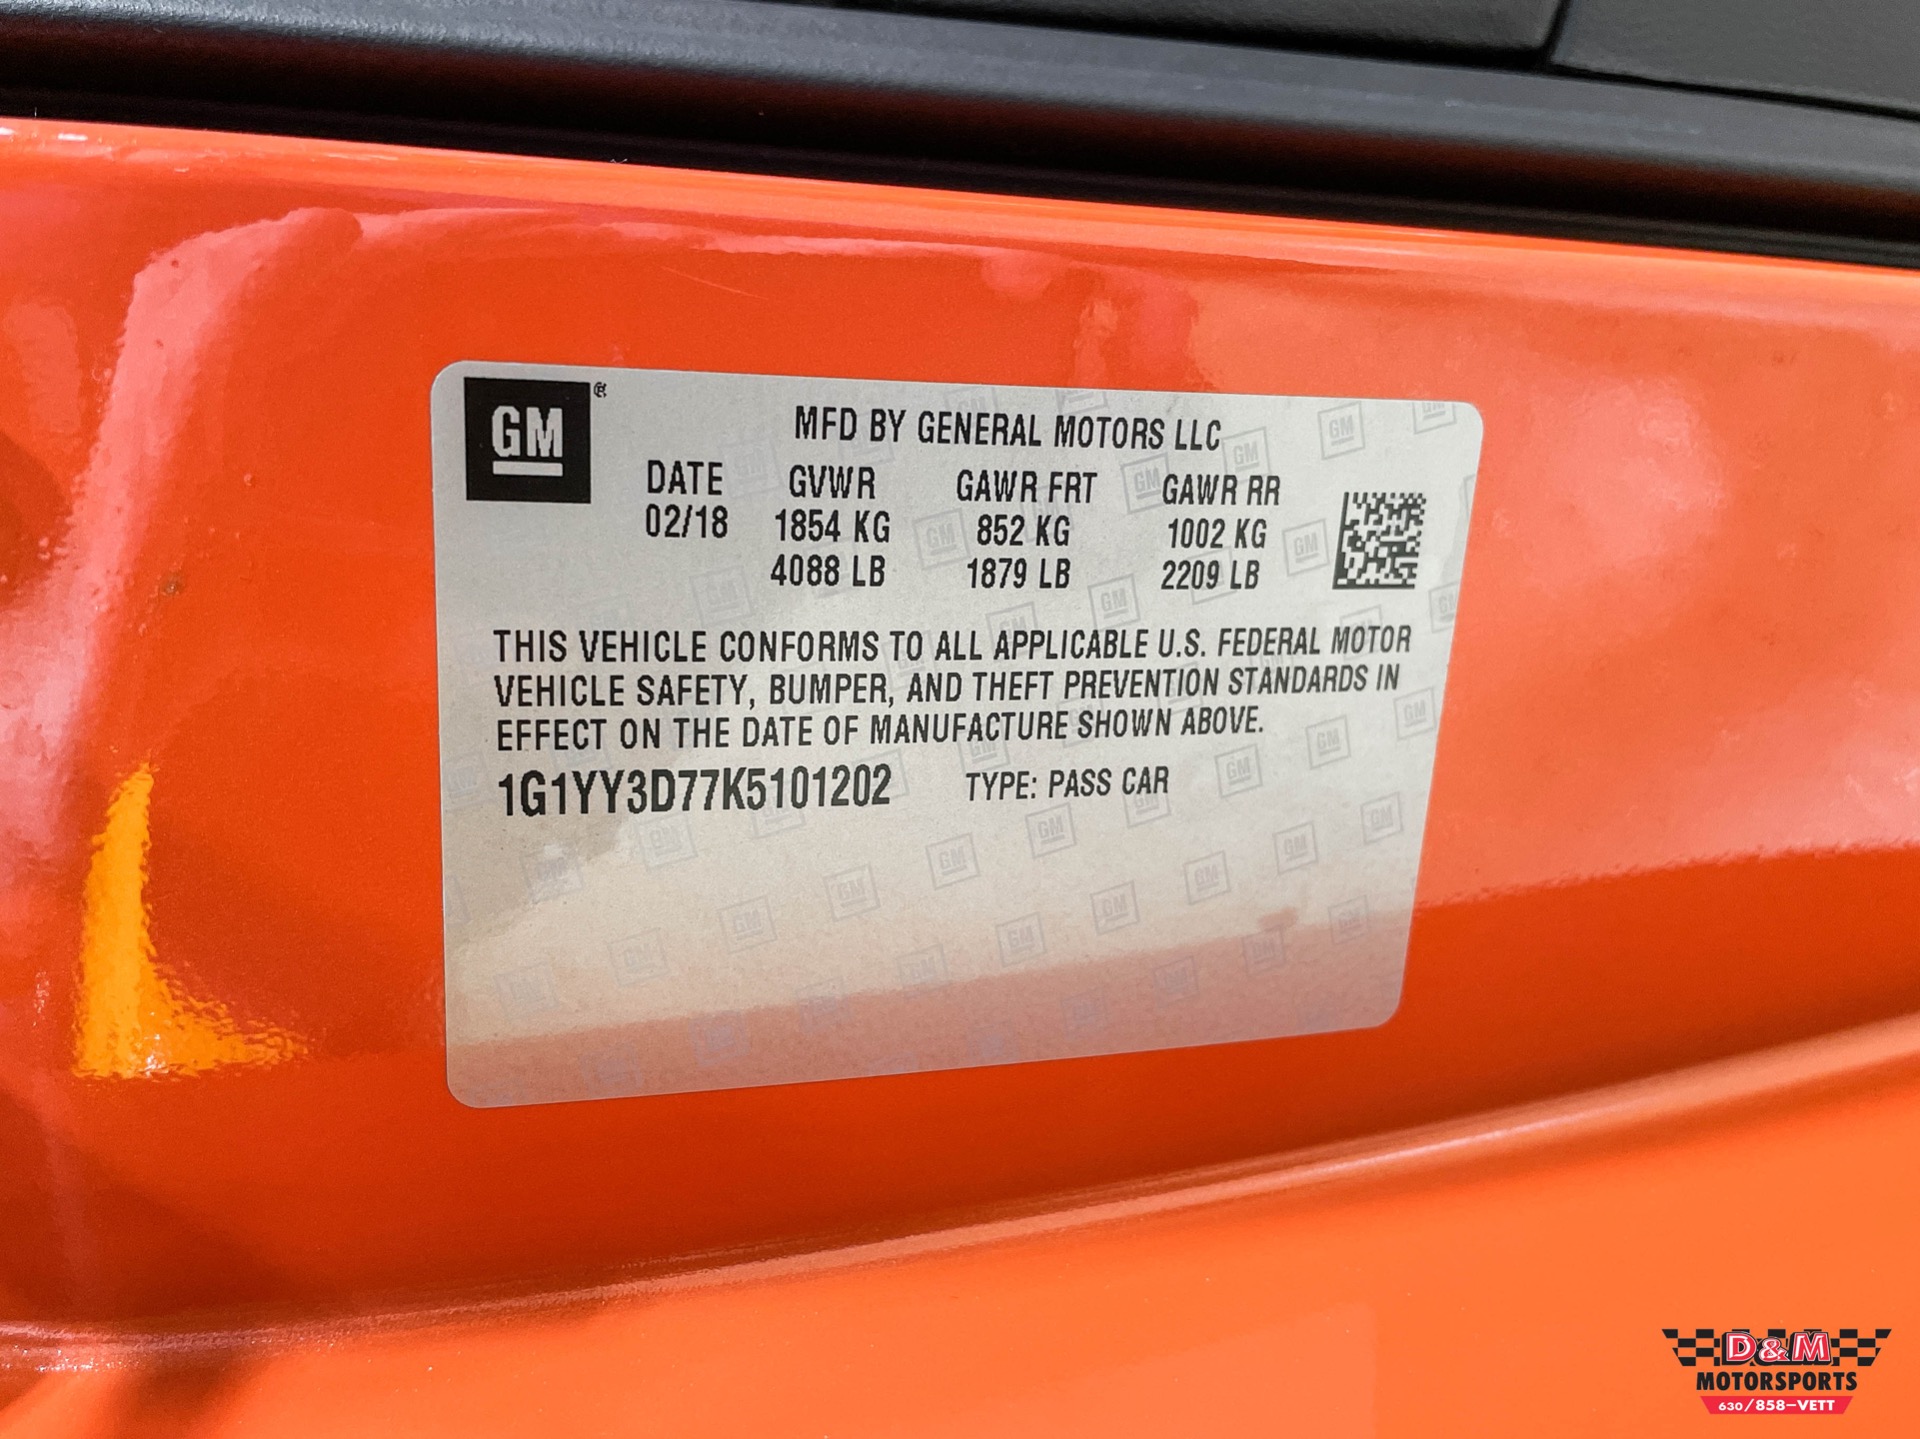 GM ®
MFD BY GENERAL MOTORS LLC
DATE GVWR GAWR FRT GAWR RR
02/18 1854 KG 852 KG 1002 KG
4088 LB 1879 LB 2209 LB
THIS VEHICLE CONFORMS TO ALL APPLICABLE U.S. FEDERAL MOTOR
VEHICLE SAFETY, BUMPER, AND THEFT PREVENTION STANDARDS IN
EFFECT ON THE DATE OF MANUFACTURE SHOWN ABOVE.
1G1YY3D77K5101202 TYPE: PASS CAR
D&M
MOTORSPORTS
630/858-VETT